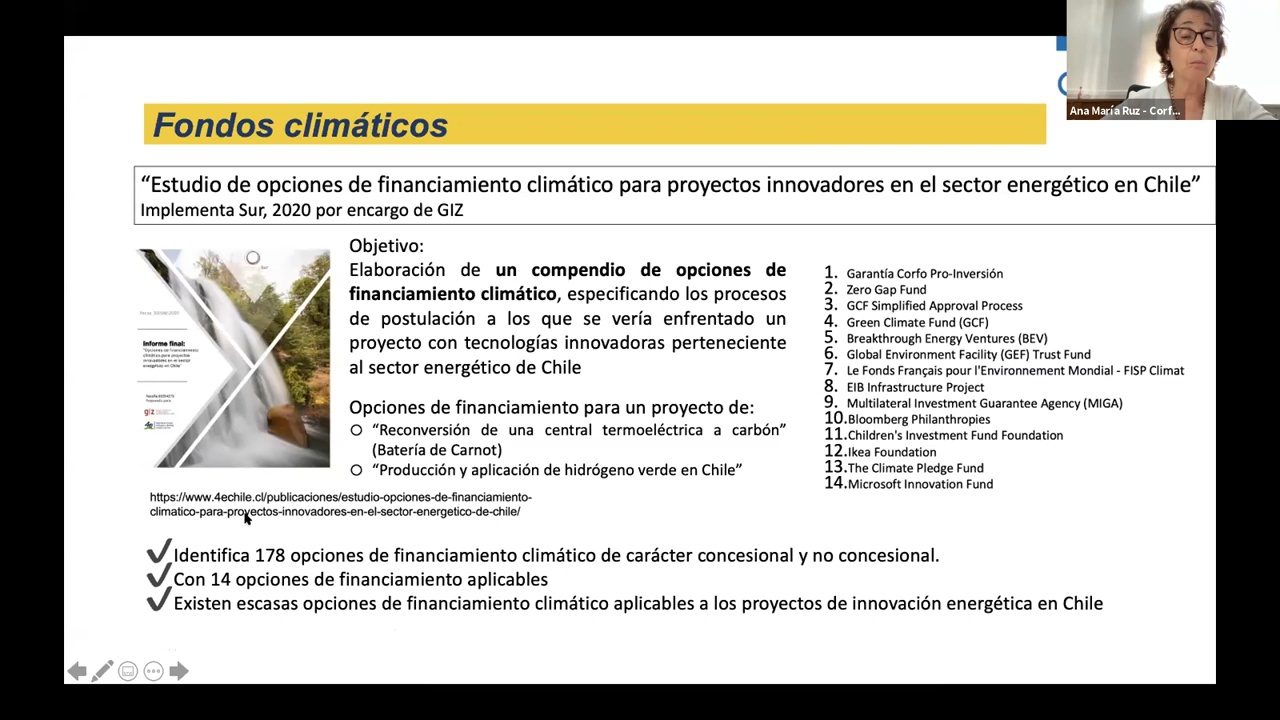 Ana María Ruz - Corf...
Fondos climáticos
“Estudio de opciones de financiamiento climático para proyectos innovadores en el sector energético en Chile”
Implementa Sur, 2020 por encargo de GIZ
Informe final:
"Opciones de financiamiento
climático para proyectos
innovadores en el sector
energético en Chile"
giz
Objetivo:
Elaboración de un compendio de opciones de
financiamiento climático, especificando los procesos
de postulación a los que se vería enfrentado un
proyecto con tecnologías innovadoras perteneciente
al sector energético de Chile
Opciones de financiamiento para un proyecto de:
“Reconversión de una central termoeléctrica a carbón”
(Batería de Carnot)
“Producción y aplicación de hidrógeno verde en Chile”
1. Garantía Corfo Pro-Inversión
2. Zero Gap Fund
3. GCF Simplified Approval Process
4. Green Climate Fund (GCF)
5. Breakthrough Energy Ventures (BEV)
6. Global Environment Facility (GEF) Trust Fund
7. Le Fonds Français pour l'Environnement Mondial - FISP Climat
8. EIB Infrastructure Project
9. Multilateral Investment Guarantee Agency (MIGA)
10.Bloomberg Philanthropies
11.Children's Investment Fund Foundation
12.Ikea Foundation
13.The Climate Pledge Fund
14.Microsoft Innovation Fund
https://www.4echile.cl/publicaciones/estudio-opciones-de-financiamiento-
climatico-para-proyectos-innovadores-en-el-sector-energetico-de-chile/
Identifica 178 opciones de financiamiento climático de carácter concesional y no concesional.
Con 14 opciones de financiamiento aplicables
Existen escasas opciones de financiamiento climático aplicables a los proyectos de innovación energética en Chile